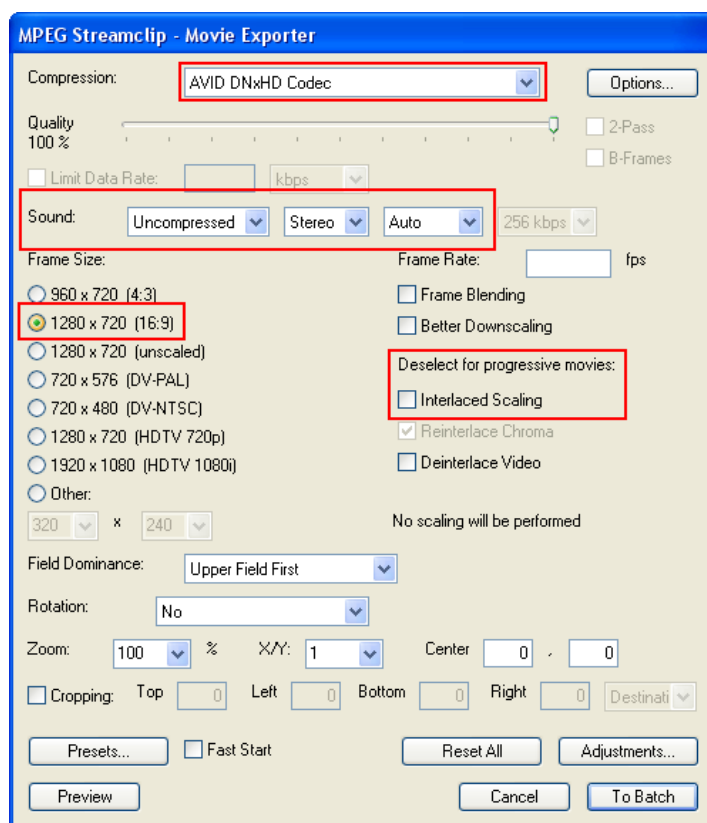 MPEG Streamclip - Movie Exporter
Compression: AVID DNxHD Codec Options...
Quality
100 %
2-Pass
B-Frames
Limit Data Rate: kbps
Sound: Uncompressed Stereo Auto 256 kbps
Frame Size: Frame Rate: fps
960 x 720 (4:3) Frame Blending
1280 x 720 (16:9) Better Downscaling
1280 x 720 (unscaled)
Deselect for progressive movies:
720 x 576 (DV-PAL)
Interlaced Scaling
720 x 480 (DV-NTSC)
1280 x 720 (HDTV 720p) Reinterlace Chroma
1920 x 1080 (HDTV 1080i) Deinterlace Video
Other:
320 x 240 No scaling will be performed
Field Dominance: Upper Field First
Rotation: No
Zoom: 100 % X/Y: 1 Center 0 , 0
Cropping: Top 0 Left 0 Bottom 0 Right 0 Destinati
Presets... Fast Start Reset All Adjustments...
Preview Cancel To Batch